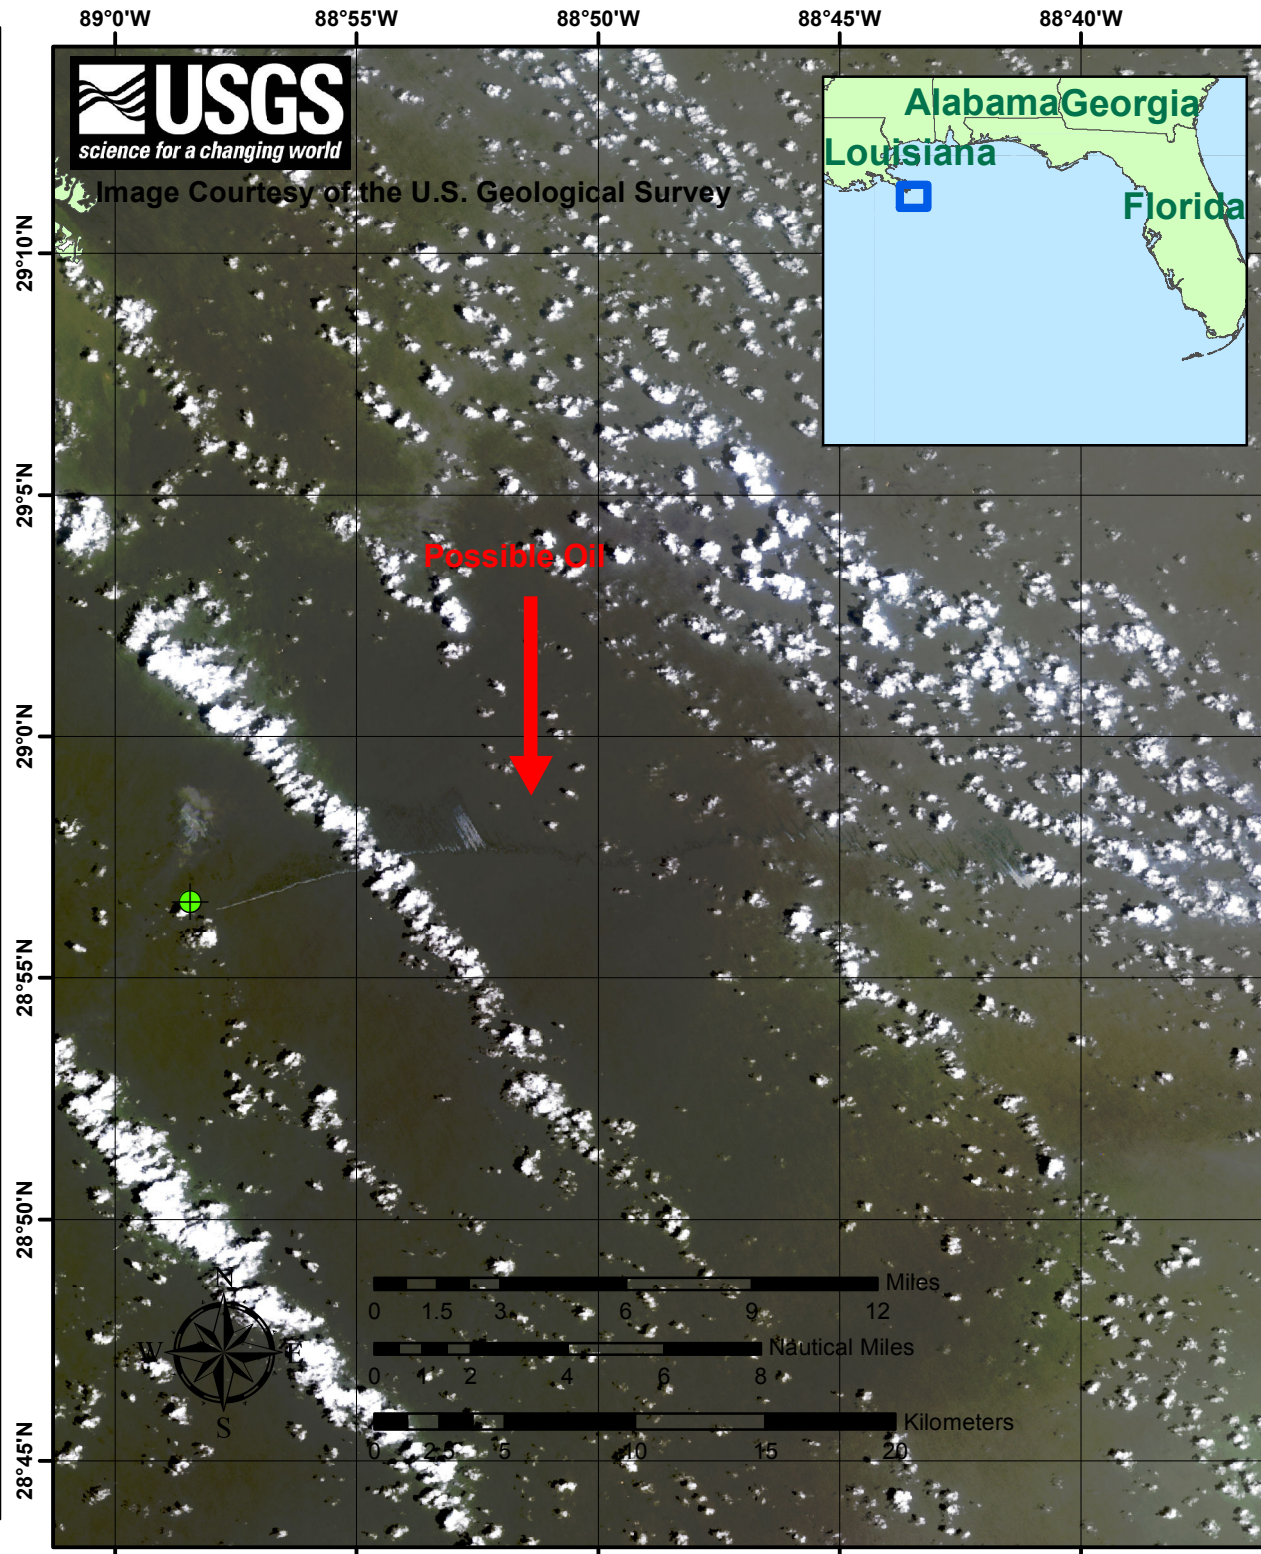 89°0'W 88°55'W 88°50'W 88°45'W 88°40'W
USGS
science for a changing world
Image Courtesy of the U.S. Geological Survey
Alabama Georgia
Louisiana
Florida
29°10'N
29°5'N
Possible Oil
29°0'N
28°55'N
28°50'N
28°45'N
N
W E
S
Miles
0 1.5 3 6 9 12
Nautical Miles
0 1 2 4 6 8
Kilometers
0 2.5 5 10 15 20